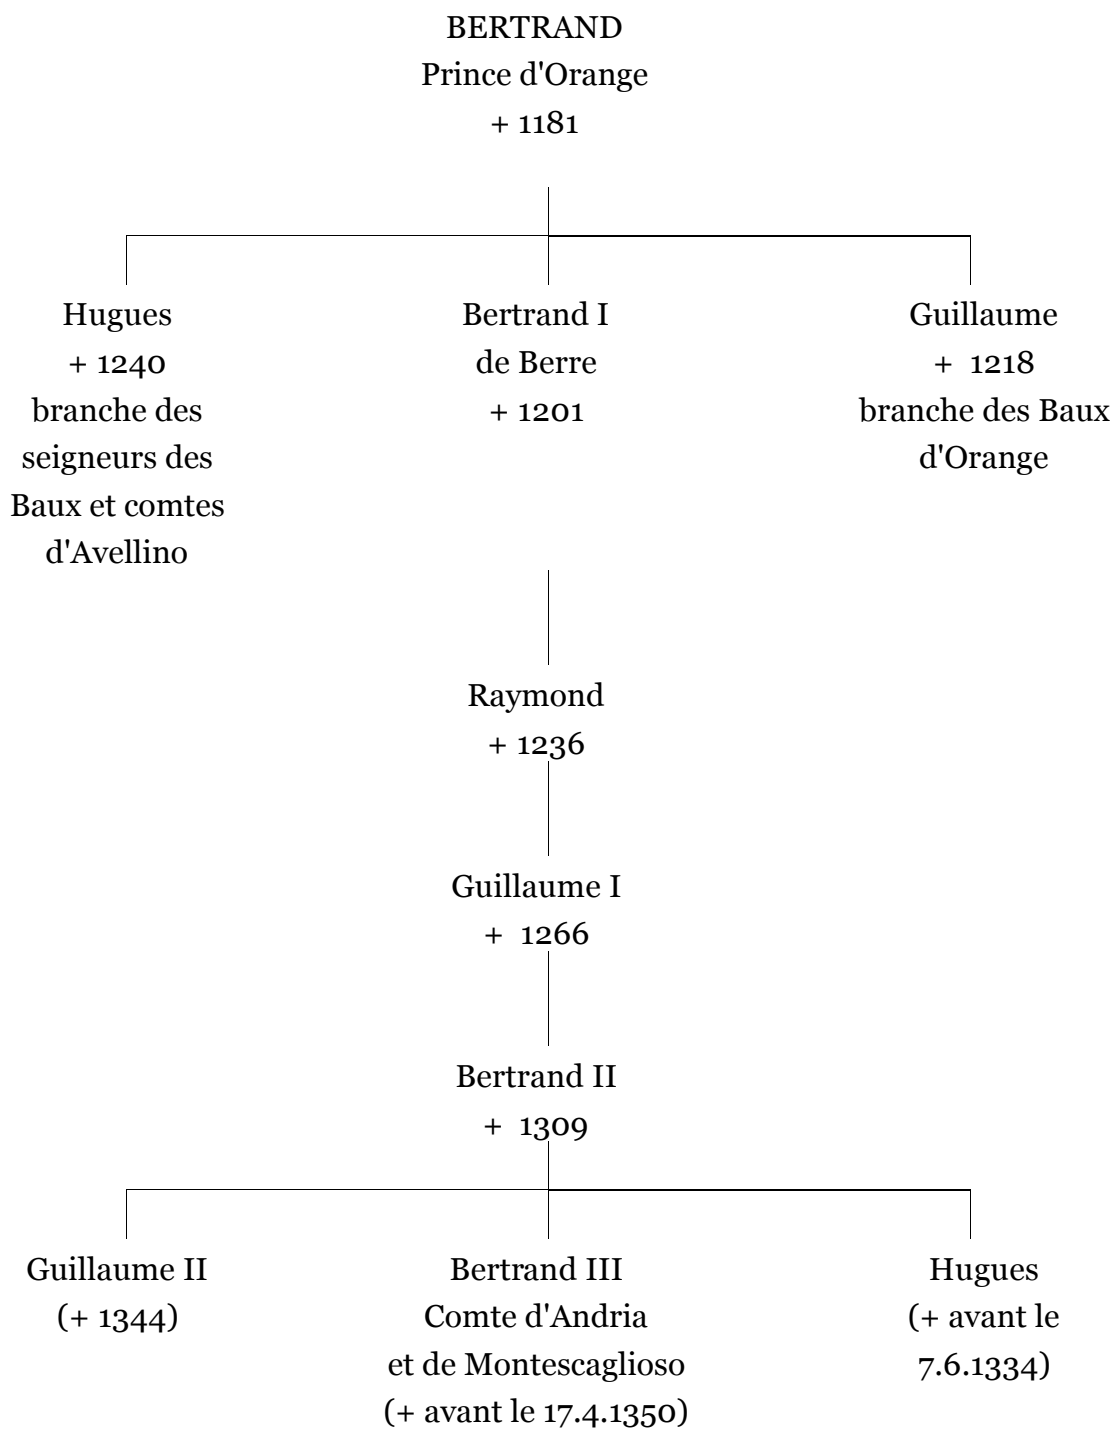 BERTRAND
Prince d'Orange
+ 1181
Hugues
+ 1240
branche des
seigneurs des
Baux et comtes
d'Avellino
Bertrand I
de Berre
+ 1201
Guillaume
+ 1218
branche des Baux
d'Orange
Raymond
+ 1236
Guillaume I
+ 1266
Bertrand II
+ 1309
Guillaume II
(+ 1344)
Bertrand III
Comte d'Andria
et de Montescaglioso
(+ avant le 17.4.1350)
Hugues
(+ avant le
7.6.1334)